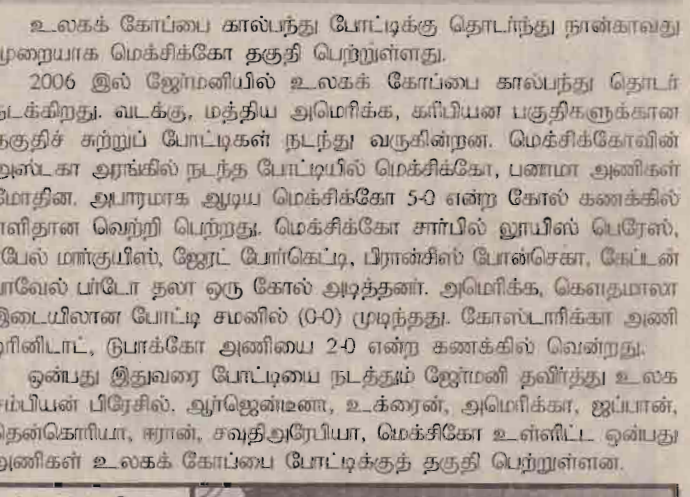 உலகக் கோப்பை கால்பந்து போட்டிக்கு தொடர்ந்து நான்காவது
முறையாக மெக்சிக்கோ தகுதி பெற்றுள்ளது.
2006 இல் ஜேர்மனியில் உலகக் கோப்பை கால்பந்து தொடர்
நடக்கிறது. வடக்கு, மத்திய அமெரிக்க, கரிபியன பகுதிகளுக்கான
தகுதிச் சுற்றுப் போட்டிகள் நடந்து வருகின்றன. மெக்சிக்கோவின்
அஸ்டகா அரங்கில் நடந்த போட்டியில் மெக்சிக்கோ, பனாமா அணிகள்
மோதின. அபாரமாக ஆடிய மெக்சிக்கோ 5-0 என்ற கோல் கணக்கில்
எளிதான வெற்றி பெற்றது. மெக்சிக்கோ சார்பில் லூயிஸ் பெரேஸ்,
மார்குயிஸ், ஜேரட் போர்கெட்டி, பிரான்சிஸ் போன்செகா, கேப்டன்
பாவேல் பர்டோ தலா ஒரு கோல் அடித்தனர். அமெரிக்க, கௌதமாலா
இடையிலான போட்டி சமனில் (0-0) முடிந்தது. கோஸ்டாரிக்கா அணி
டிரினிடாட், டுபாக்கோ அணியை 2-0 என்ற கணக்கில் வென்றது.
ஒன்பது இதுவரை போட்டியை நடத்தும் ஜேர்மனி தவிர்த்து உலக
சம்பியன் பிரேசில். ஆர்ஜென்டீனா, உக்ரைன், அமெரிக்கா, ஜப்பான்,
தென்கொரியா, ஈரான், சவுதிஅரேபியா, மெக்சிகோ உள்ளிட்ட ஒன்பது
அணிகள் உலகக் கோப்பை போட்டிக்குத் தகுதி பெற்றுள்ளன.